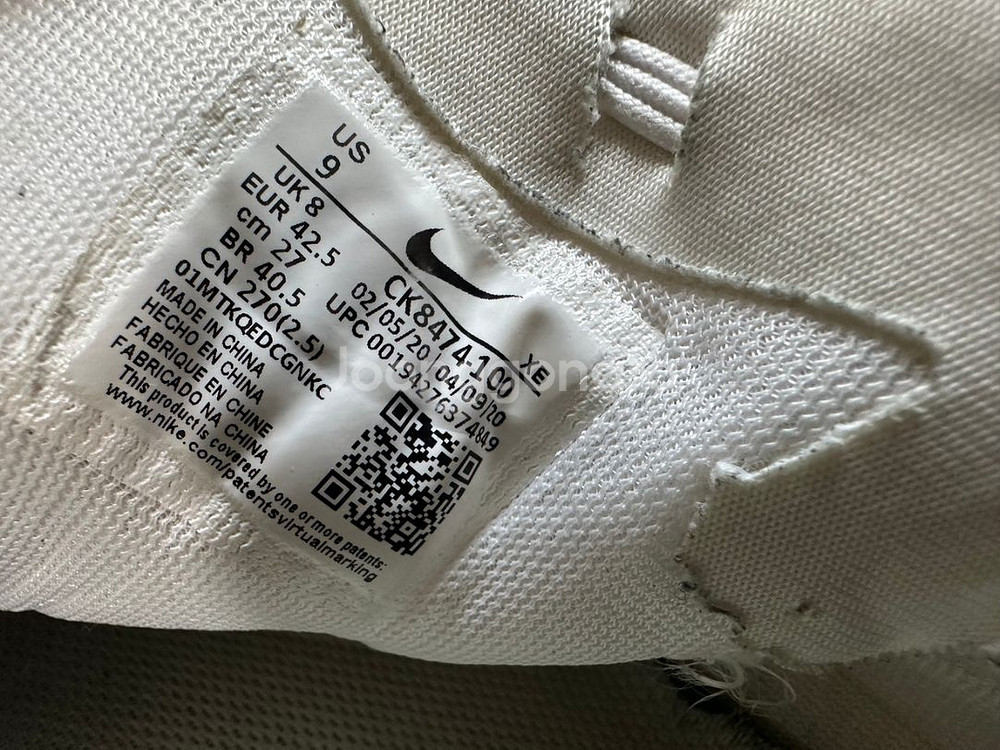 US
9
UK 8
EUR 42.5
cm 27
BR 40.5
CN 270(2.5)
01MTKQEDCGNKC
MADE IN CHINA
HECHO EN CHINA
FABRIQUE EN CHINE
FABRICADO NA CHINA
This product is covered by one or more patents:
www.nike.com/patentsvirtualmarking
XE
CK8474-100
02/05/20 04/09/20
UPC 00194276374849